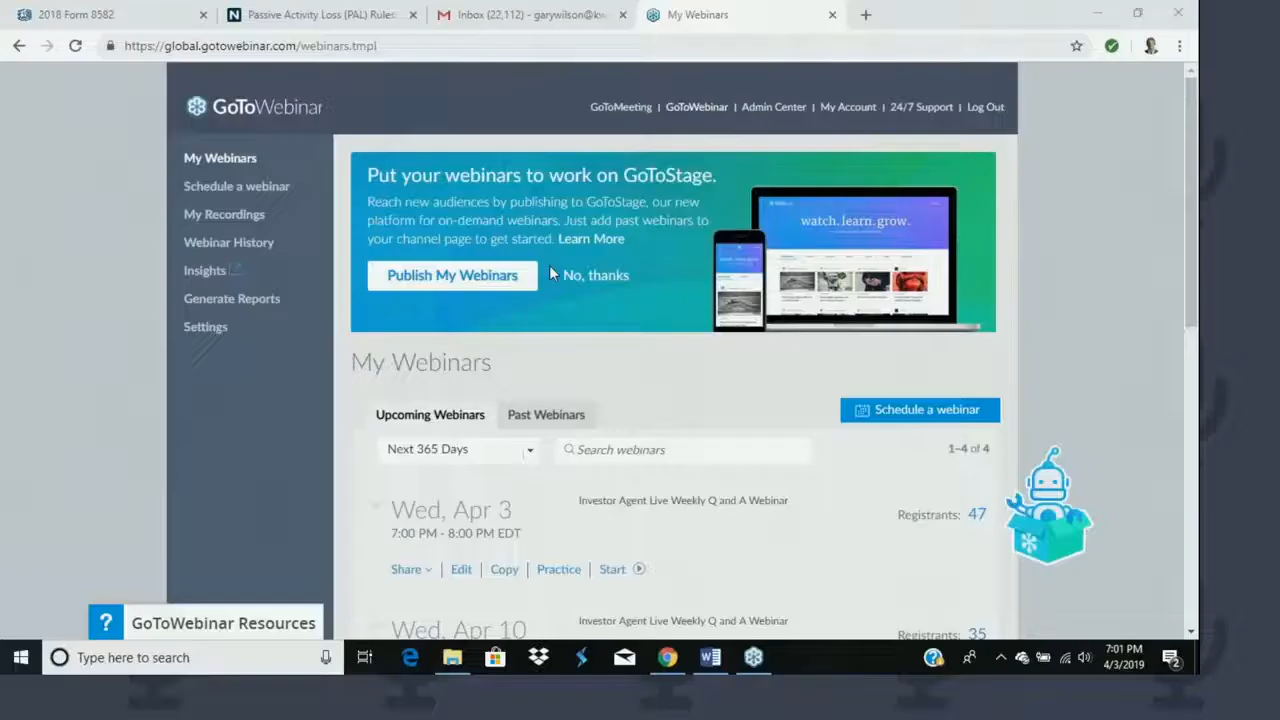 2018 Form 8582
Passive Activity Loss (PAL) Rules
Inbox (22,112) - garywilson@kw
My Webinars
https://global.gotowebinar.com/webinars.tmpl
GoToWebinar
GoToMeeting | GoToWebinar | Admin Center | My Account | 24/7 Support | Log Out
My Webinars
Schedule a webinar
My Recordings
Webinar History
Insights
Generate Reports
Settings
Put your webinars to work on GoToStage.
Reach new audiences by publishing to GoToStage, our new
platform for on-demand webinars. Just add past webinars to
your channel page to get started. Learn More
Publish My Webinars
No, thanks
watch.learn.grow.
My Webinars
Upcoming Webinars
Past Webinars
Schedule a webinar
Next 365 Days
Search webinars
1–4 of 4
Wed, Apr 3
7:00 PM - 8:00 PM EDT
Investor Agent Live Weekly Q and A Webinar
Registrants: 47
Share | Edit | Copy | Practice | Start
Wed, Apr 10
Investor Agent Live Weekly Q and A Webinar
Registrants: 35
? GoToWebinar Resources
Type here to search
7:01 PM
4/3/2019
2